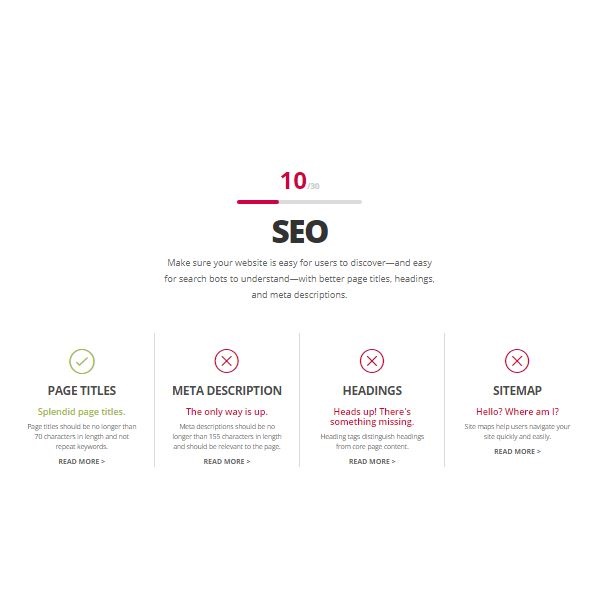 10/30
SEO
Make sure your website is easy for users to discover—and easy
for search bots to understand—with better page titles, headings,
and meta descriptions.
PAGE TITLES
Splendid page titles.
Page titles should be no longer than
70 characters in length and not
repeat keywords.
READ MORE >
META DESCRIPTION
The only way is up.
Meta descriptions should be no
longer than 155 characters in length
and should be relevant to the page.
READ MORE >
HEADINGS
Heads up! There's
something missing.
Heading tags distinguish headings
from core page content.
READ MORE >
SITEMAP
Hello? Where am I?
Site maps help users navigate your
site quickly and easily.
READ MORE >